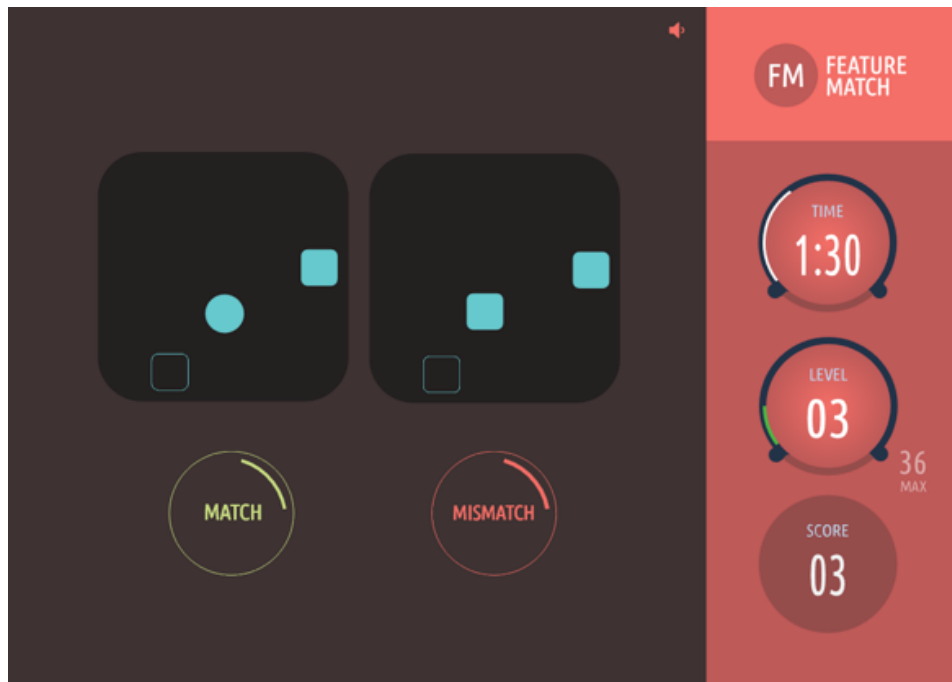 FM
FEATURE
MATCH
TIME
1:30
LEVEL
03
36
MAX
SCORE
03
MATCH
MISMATCH